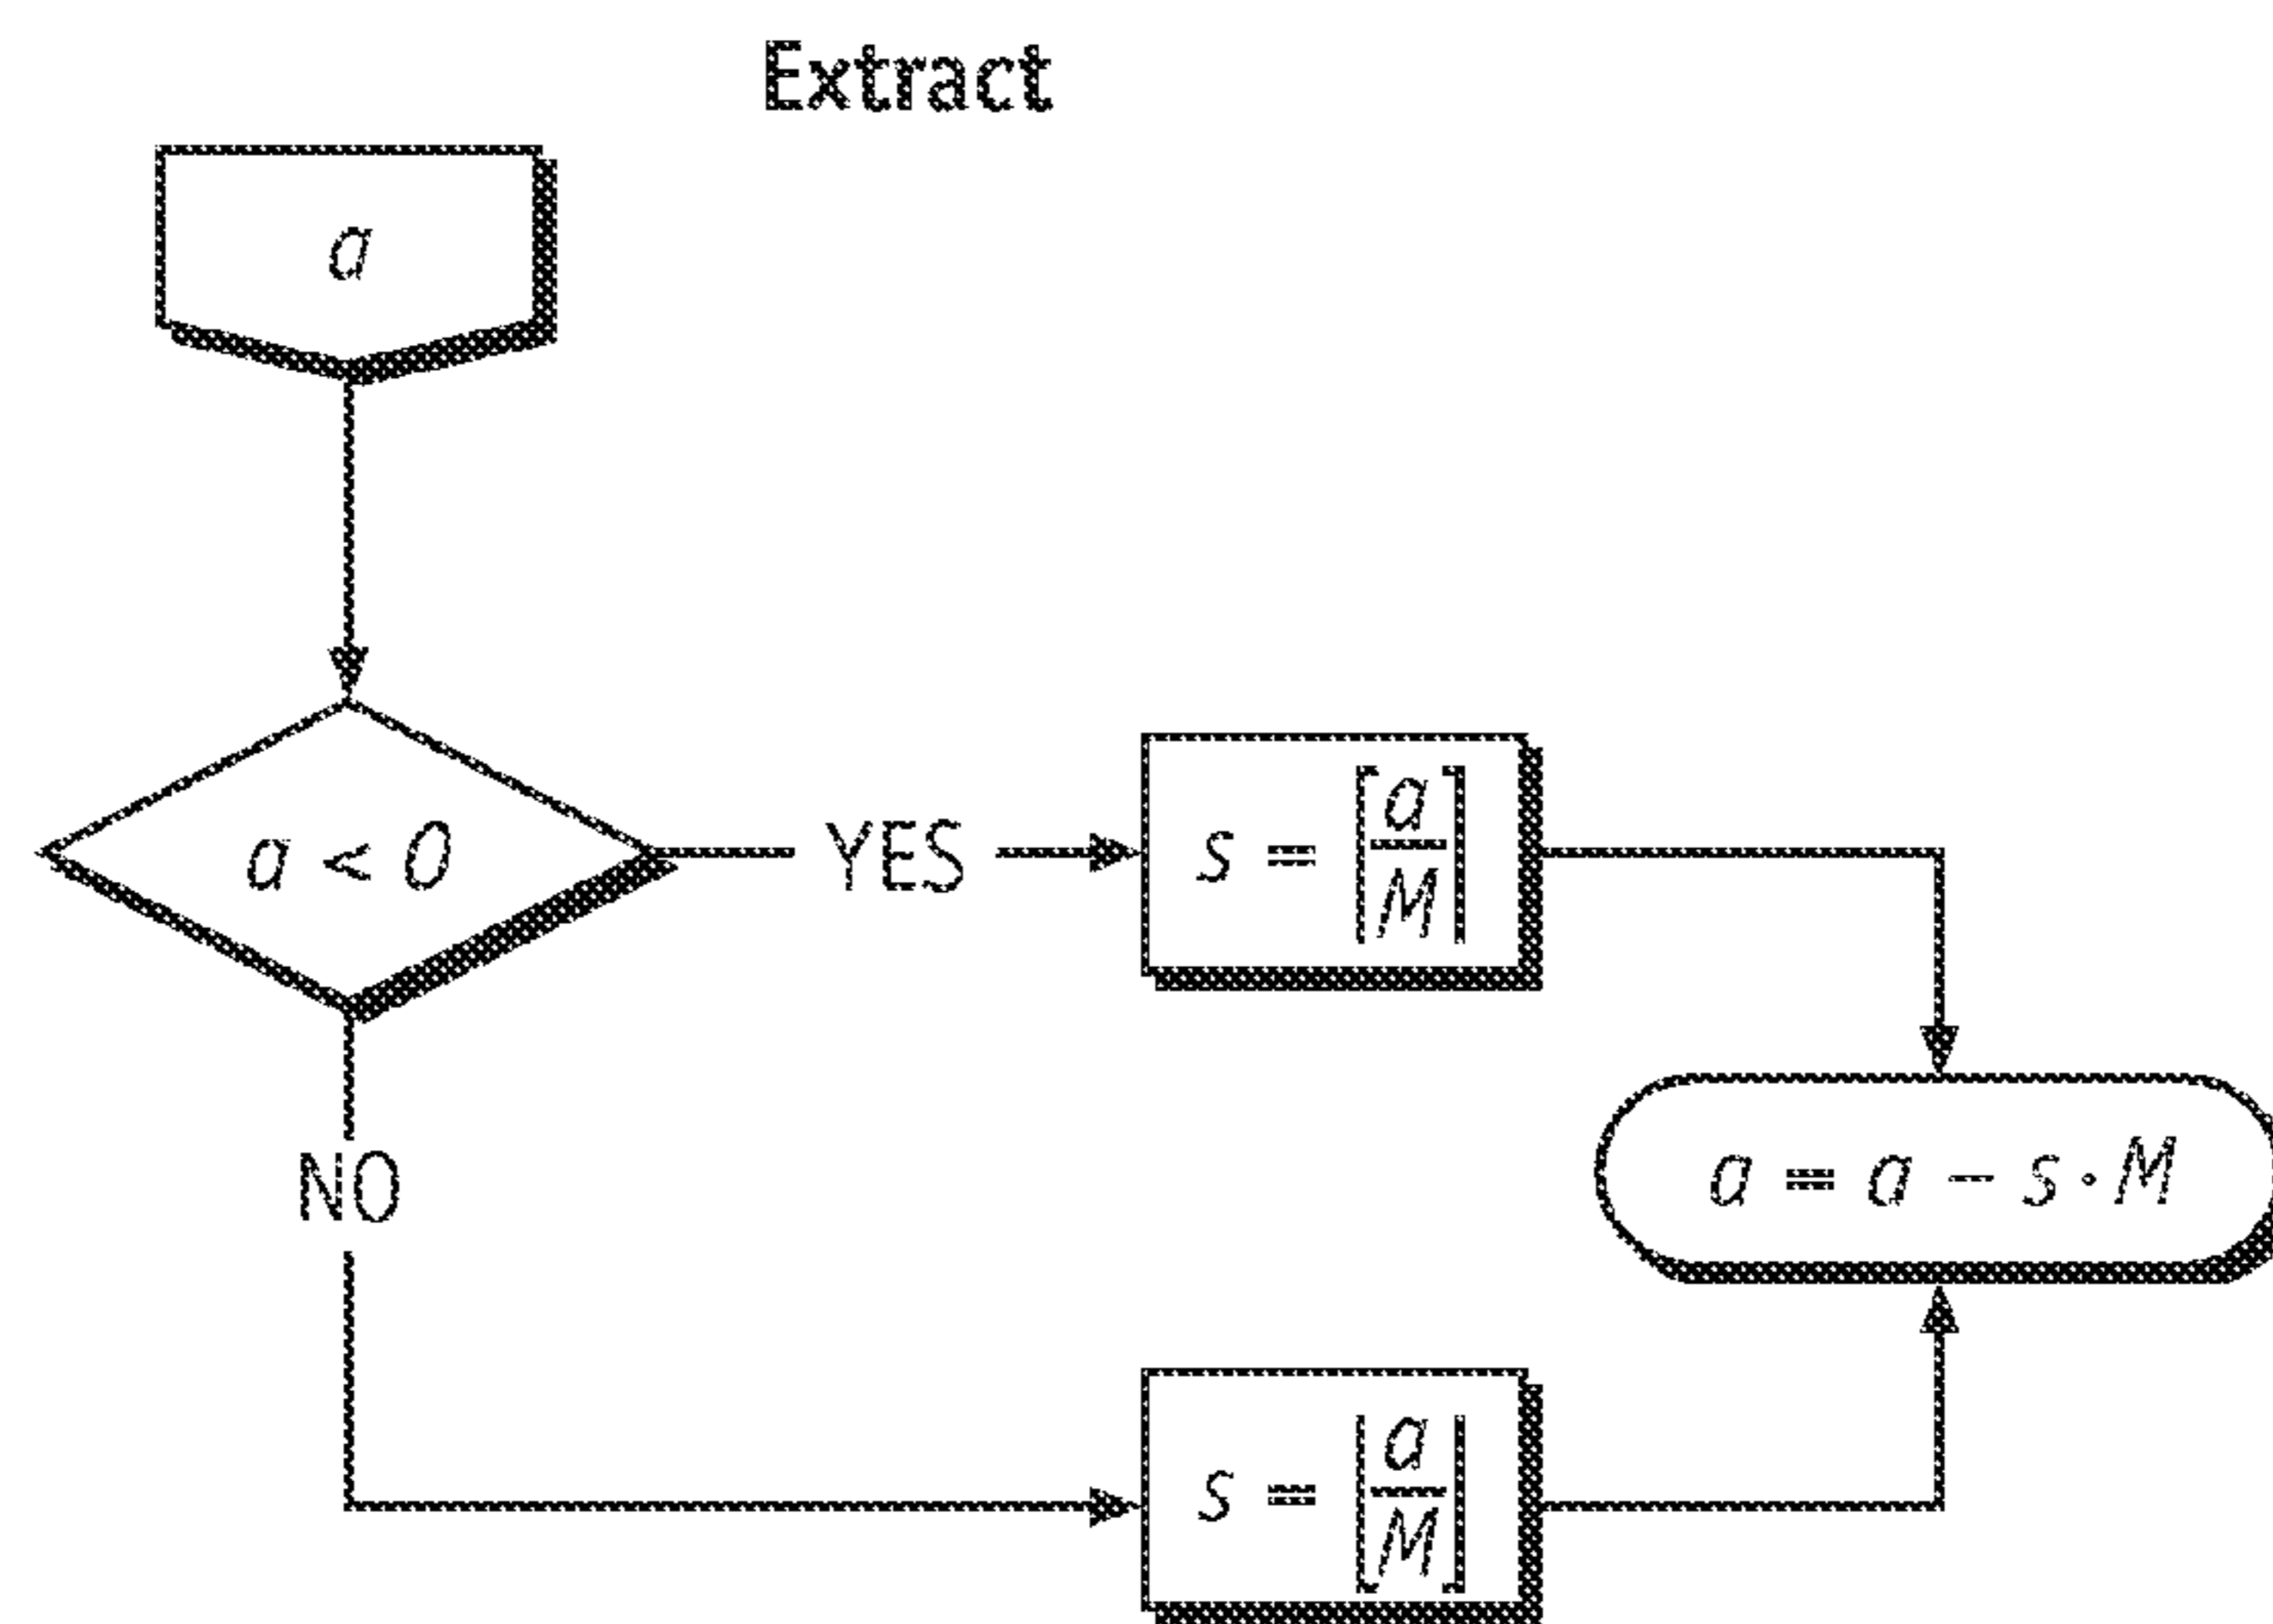 Extract
a
a < 0
YES
s = ⌈a/M⌉
NO
a = a − s · M
s = ⌊a/M⌋